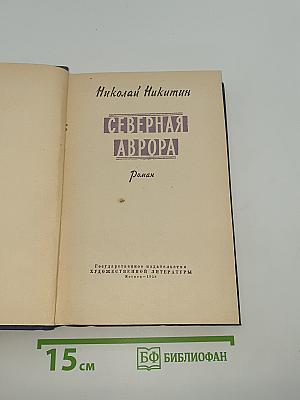 Николай Никитин
СЕВЕРНАЯ
АВРОРА
Роман
Государственное издательство
ХУДОЖЕСТВЕННОЙ ЛИТЕРАТУРЫ
15 см
БФ БИБЛИОФАН